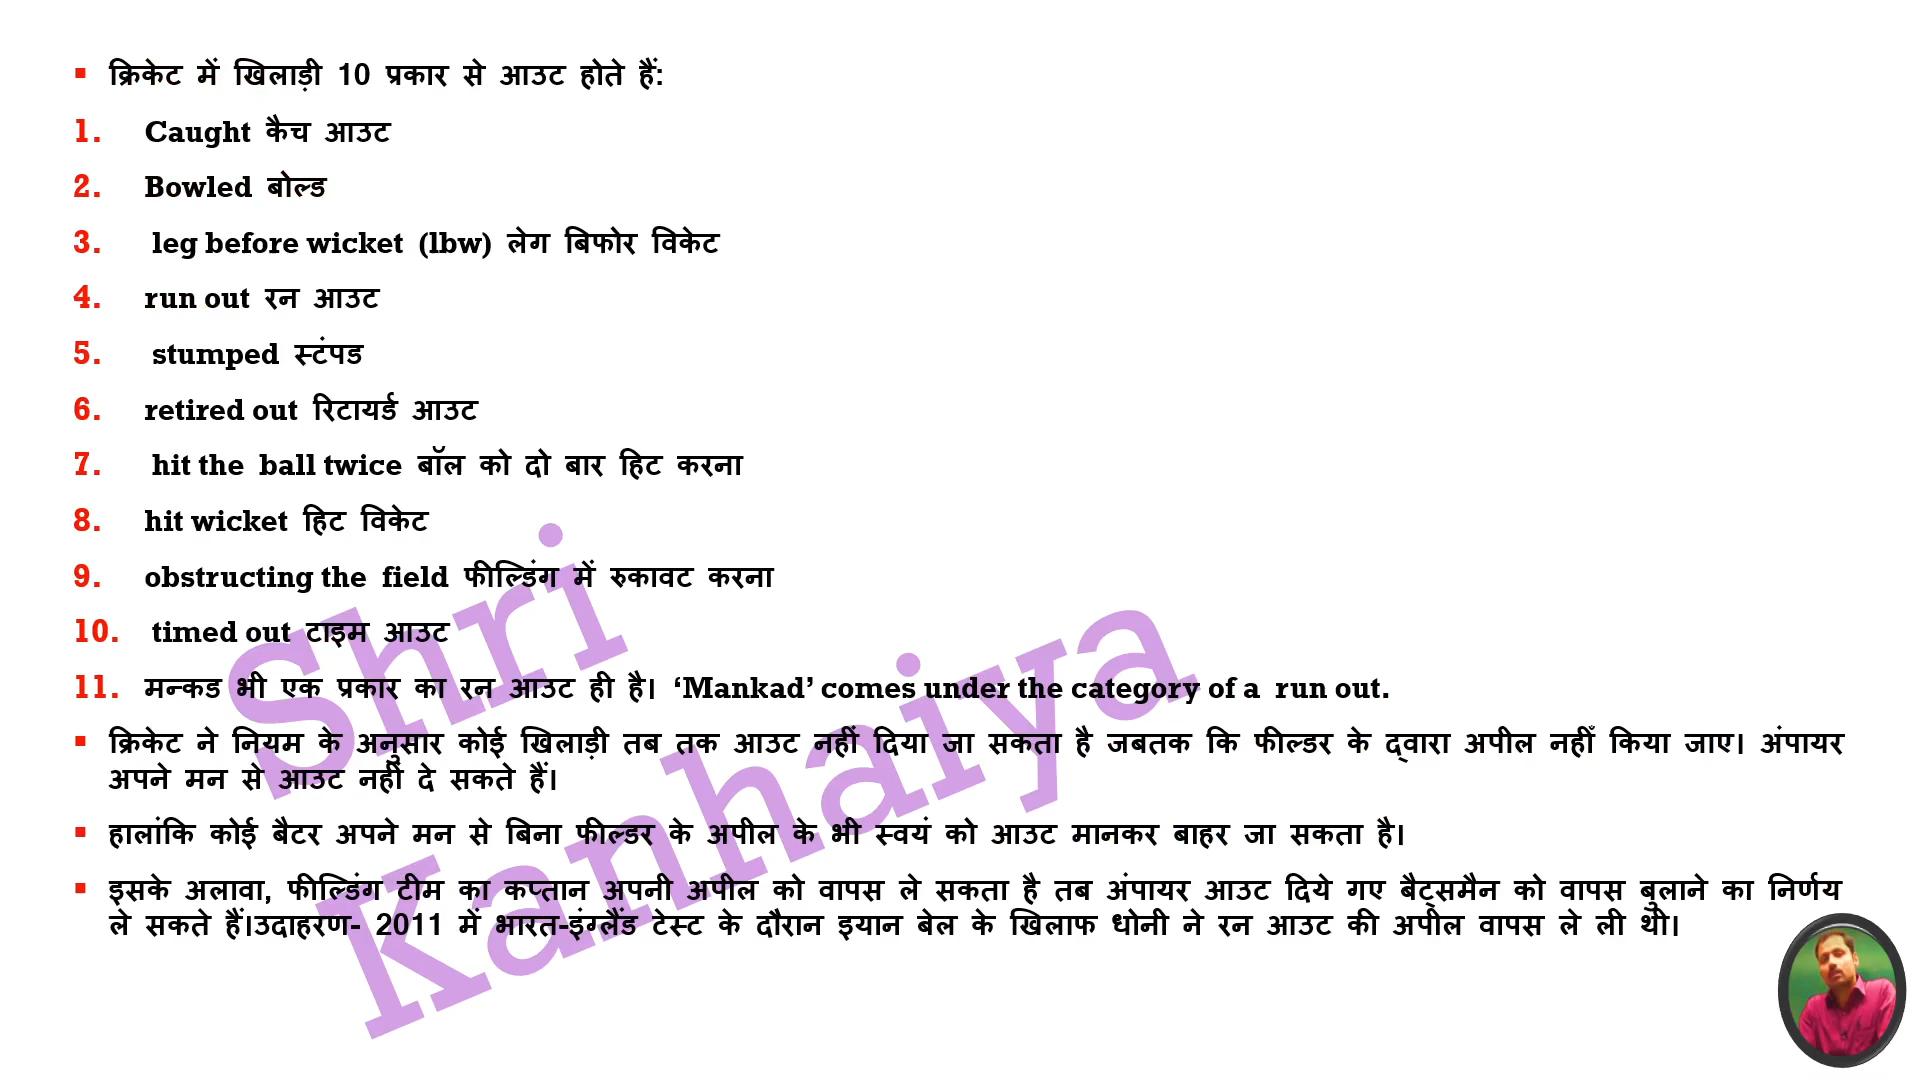 ▪ क्रिकेट में खिलाड़ी 10 प्रकार से आउट होते हैं:
1. Caught कैच आउट
2. Bowled बोल्ड
3. leg before wicket (lbw) लेग बिफोर विकेट
4. run out रन आउट
5. stumped स्टंपड
6. retired out रिटायर्ड आउट
7. hit the ball twice बॉल को दो बार हिट करना
8. hit wicket हिट विकेट
9. obstructing the field फील्डिंग में रुकावट करना
10. timed out टाइम आउट
11. मन्कड भी एक प्रकार का रन आउट ही है। ‘Mankad’ comes under the category of a run out.
▪ क्रिकेट ने नियम के अनुसार कोई खिलाड़ी तब तक आउट नहीं दिया जा सकता है जबतक कि फील्डर के द्वारा अपील नहीँ किया जाए। अंपायर
अपने मन से आउट नहीं दे सकते हैं।
▪ हालांकि कोई बैटर अपने मन से बिना फील्डर के अपील के भी स्वयं को आउट मानकर बाहर जा सकता है।
▪ इसके अलावा, फील्डिंग टीम का कप्तान अपनी अपील को वापस ले सकता है तब अंपायर आउट दिये गए बैट्समैन को वापस बुलाने का निर्णय
ले सकते हैं।उदाहरण- 2011 में भारत-इंग्लैंड टेस्ट के दौरान इयान बेल के खिलाफ धोनी ने रन आउट की अपील वापस ले ली थी।
Shri
Kanhaiya